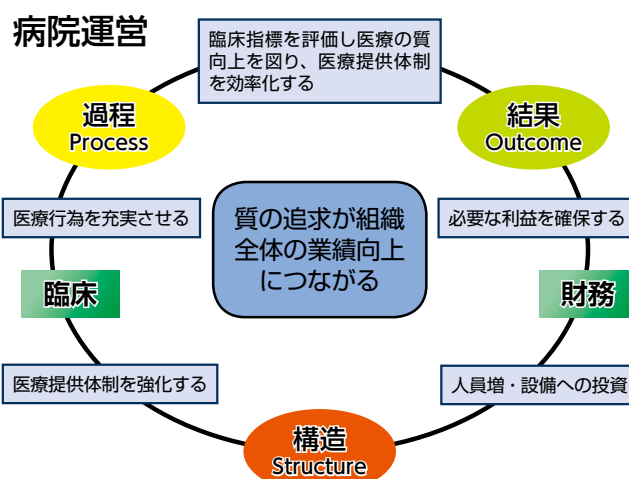 病院運営
臨床指標を評価し医療の質
向上を図り、医療提供体制
を効率化する
過程
Process
結果
Outcome
医療行為を充実させる
質の追求が組織
全体の業績向上
につながる
必要な利益を確保する
臨床
財務
医療提供体制を強化する
人員増・設備への投資
構造
Structure